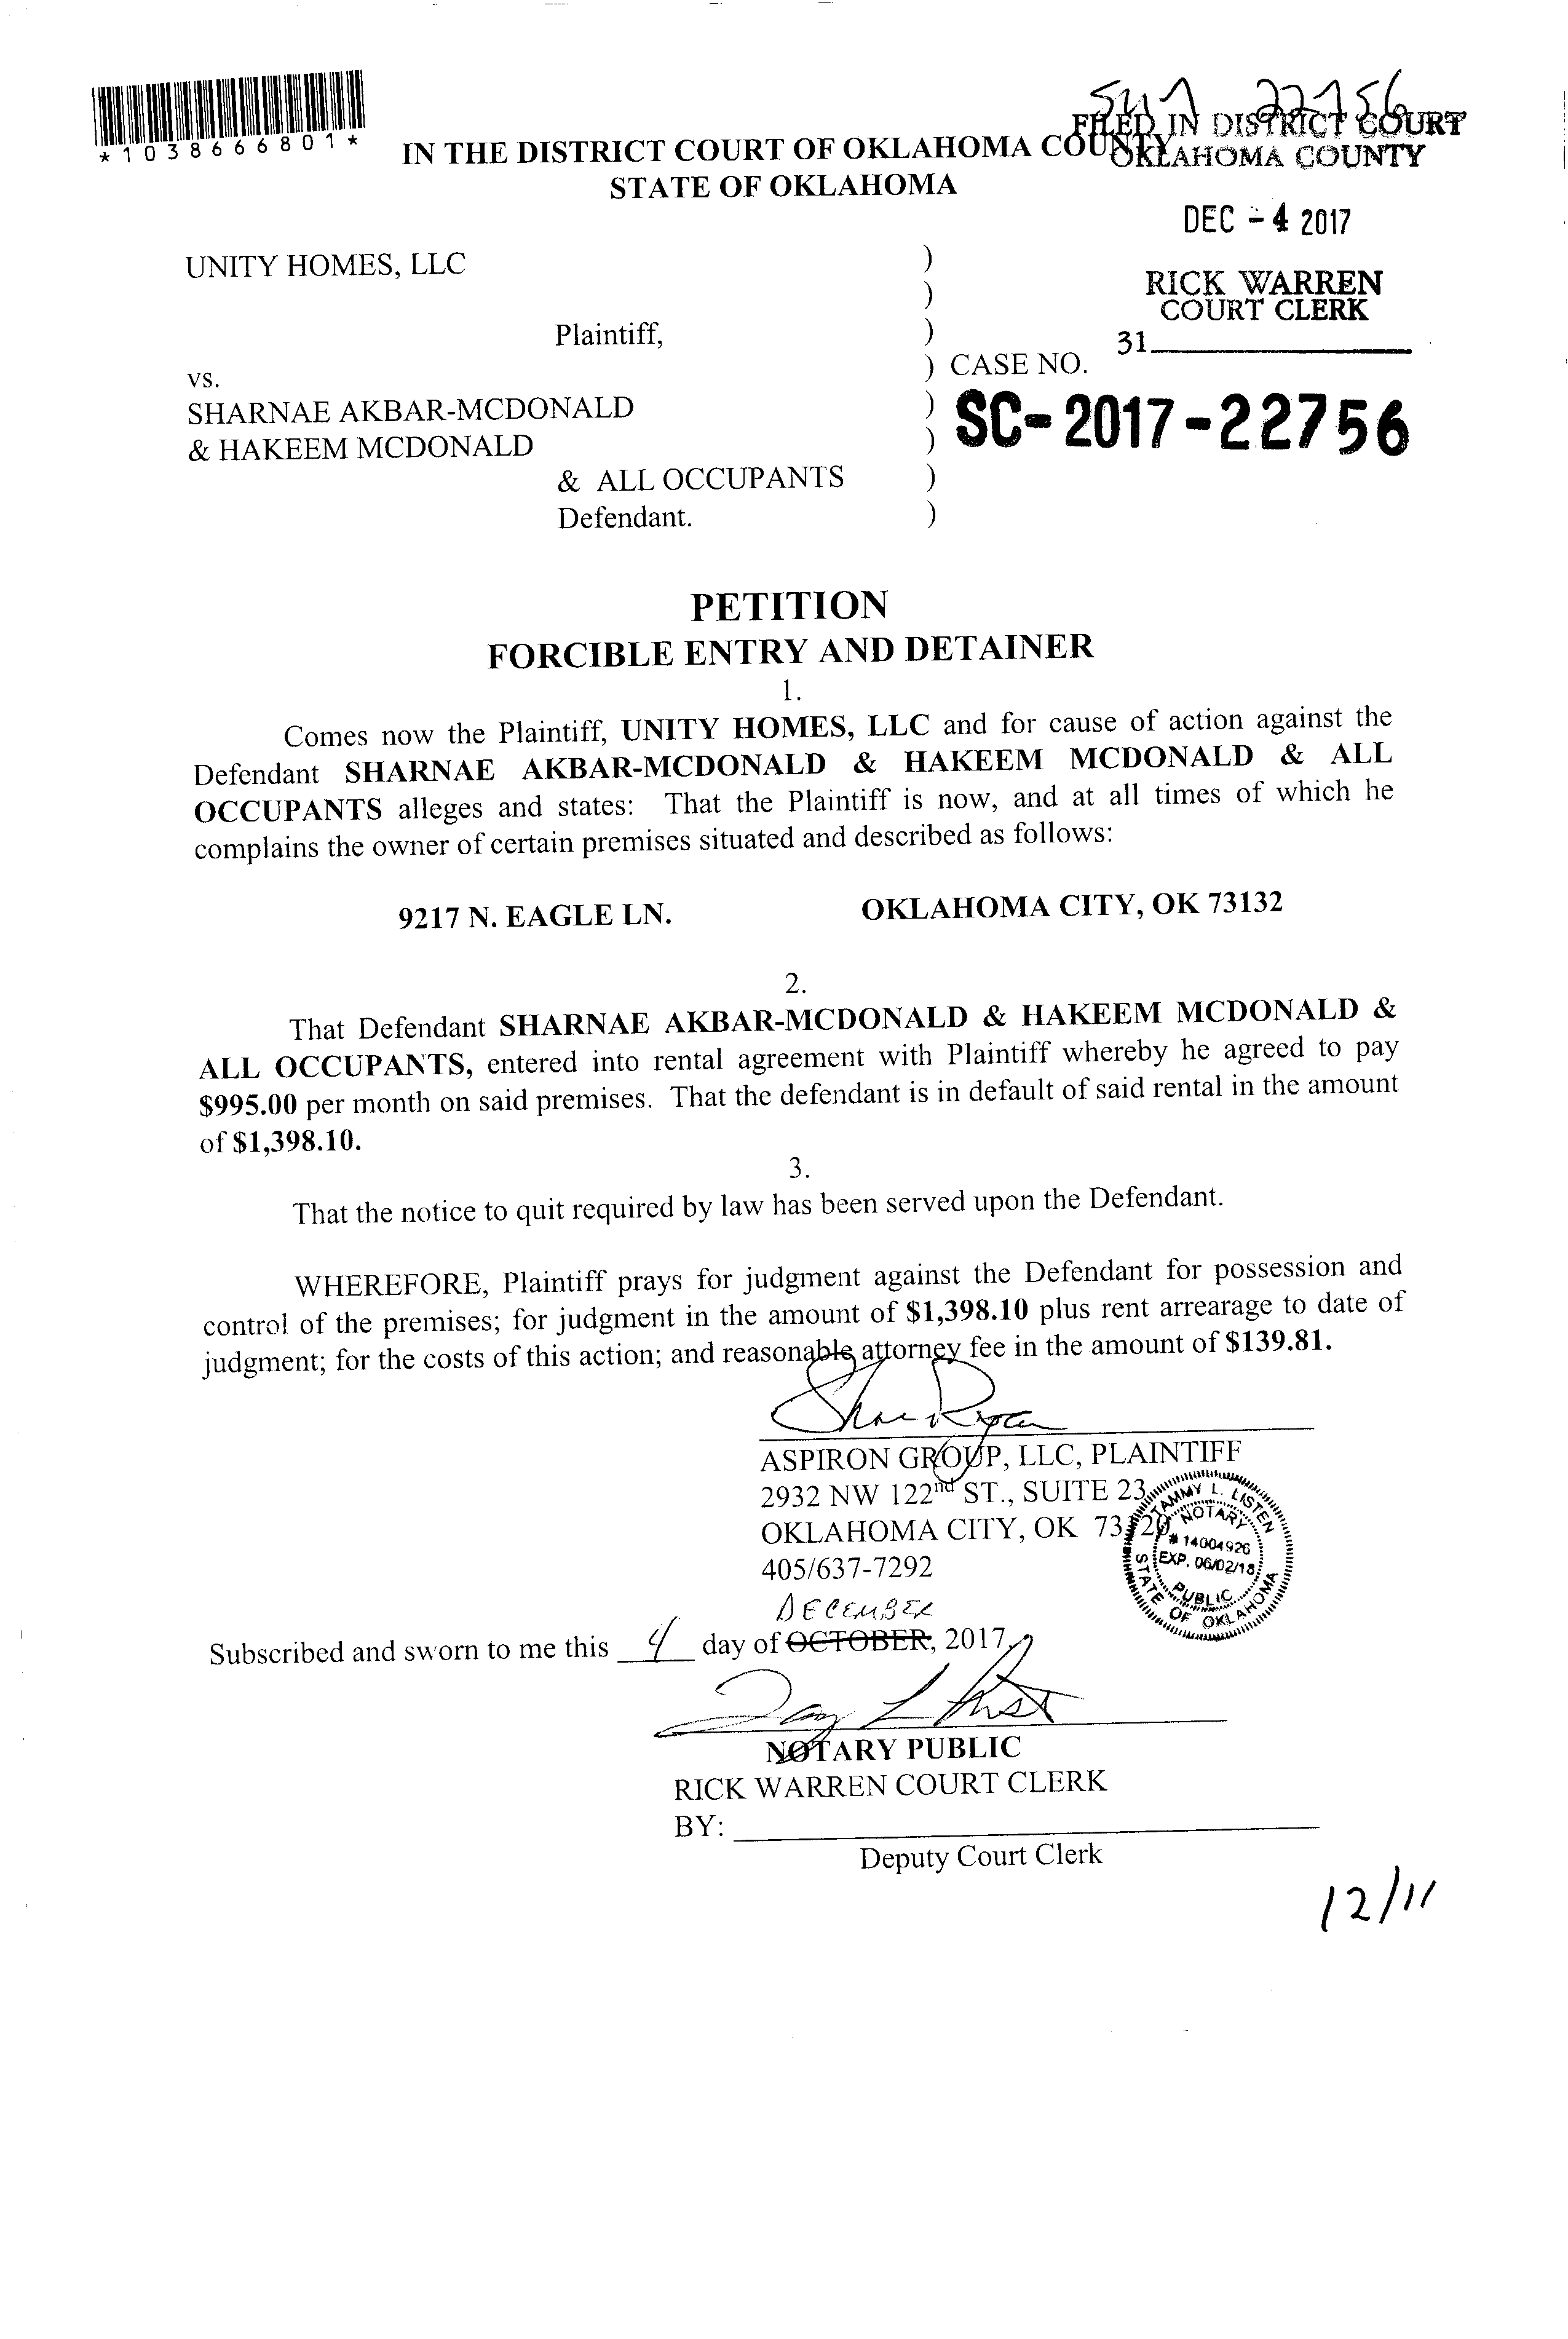 *1038666801*
22756
FILED IN DISTRICT COURT
OKLAHOMA COUNTY
IN THE DISTRICT COURT OF OKLAHOMA COUNTY
STATE OF OKLAHOMA
DEC - 4 2017
RICK WARREN
COURT CLERK
31
UNITY HOMES, LLC )
)
Plaintiff, )
vs. ) CASE NO.
SHARNAE AKBAR-MCDONALD ) SC-2017-22756
& HAKEEM MCDONALD )
& ALL OCCUPANTS )
Defendant. )
PETITION
FORCIBLE ENTRY AND DETAINER
1.
Comes now the Plaintiff, UNITY HOMES, LLC and for cause of action against the
Defendant SHARNAE AKBAR-MCDONALD & HAKEEM MCDONALD & ALL
OCCUPANTS alleges and states: That the Plaintiff is now, and at all times of which he
complains the owner of certain premises situated and described as follows:
9217 N. EAGLE LN. OKLAHOMA CITY, OK 73132
2.
That Defendant SHARNAE AKBAR-MCDONALD & HAKEEM MCDONALD &
ALL OCCUPANTS, entered into rental agreement with Plaintiff whereby he agreed to pay
$995.00 per month on said premises. That the defendant is in default of said rental in the amount
of $1,398.10.
3.
That the notice to quit required by law has been served upon the Defendant.
WHEREFORE, Plaintiff prays for judgment against the Defendant for possession and
control of the premises; for judgment in the amount of $1,398.10 plus rent arrearage to date of
judgment; for the costs of this action; and reasonable attorney fee in the amount of $139.81.
ASPIRON GROUP, LLC, PLAINTIFF
2932 NW 122nd ST., SUITE 23
OKLAHOMA CITY, OK 73120
405/637-7292
TAMMY L. LISTEN
NOTARY
# 14004926
EXP. 06/02/18
PUBLIC
STATE OF OKLAHOMA
DECEMBER
Subscribed and sworn to me this 4 day of OCTOBER, 2017
NOTARY PUBLIC
RICK WARREN COURT CLERK
BY:
Deputy Court Clerk
12/11